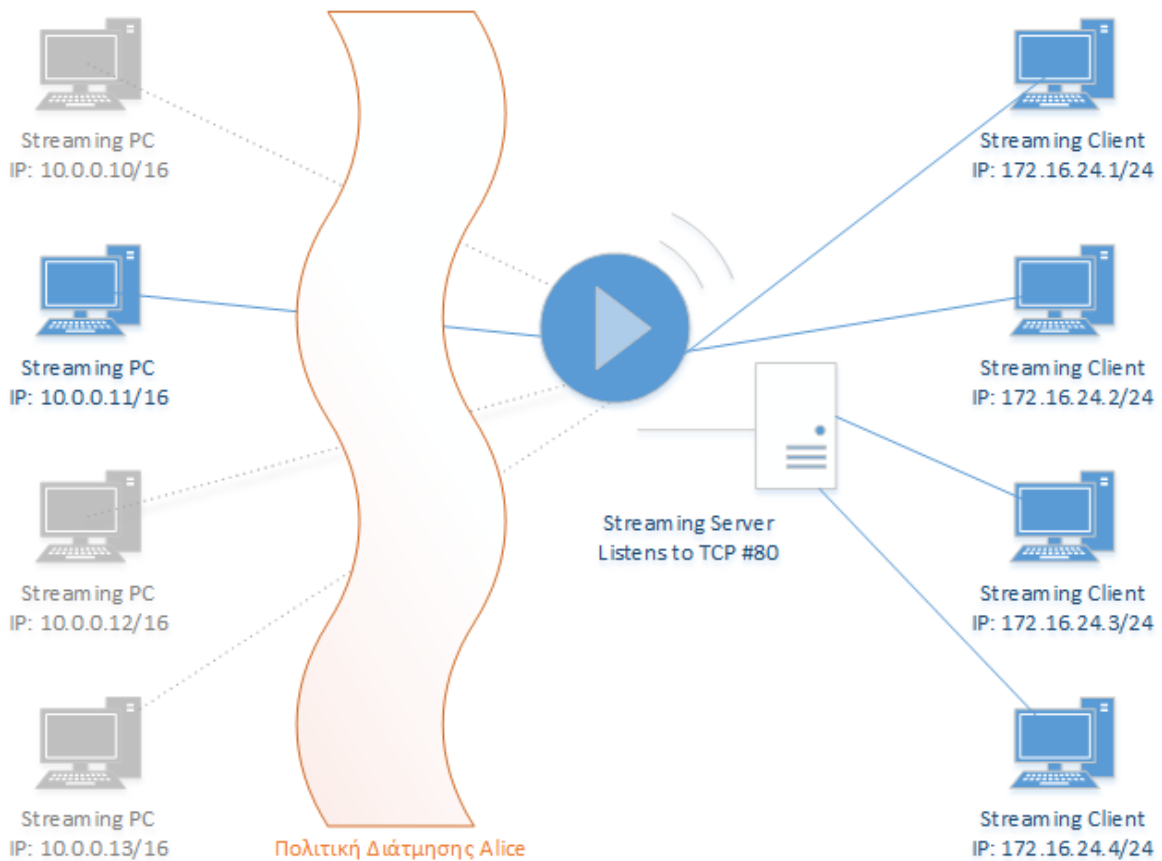 Streaming PC
IP: 10.0.0.10/16
Streaming PC
IP: 10.0.0.11/16
Streaming PC
IP: 10.0.0.12/16
Streaming PC
IP: 10.0.0.13/16
Πολιτική Διάτμησης Alice
Streaming Server
Listens to TCP #80
Streaming Client
IP: 172.16.24.1/24
Streaming Client
IP: 172.16.24.2/24
Streaming Client
IP: 172.16.24.3/24
Streaming Client
IP: 172.16.24.4/24